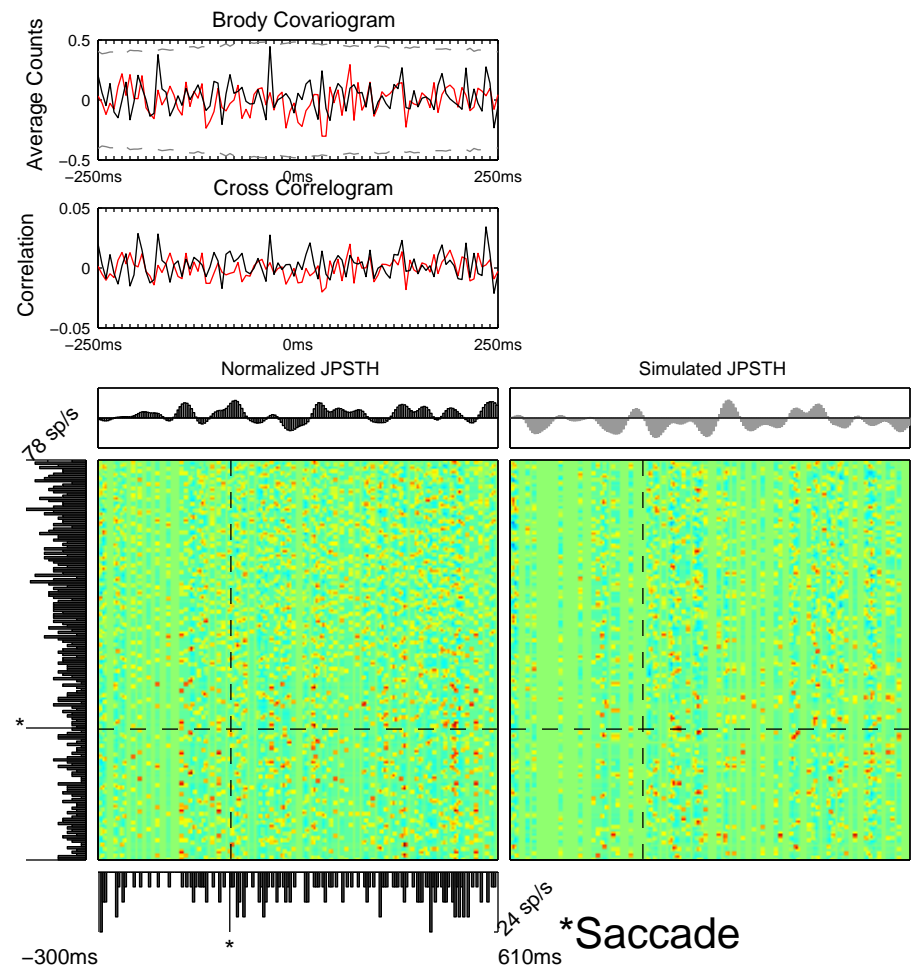 Brody Covariogram
Average Counts
0.5
0
−0.5
−250ms
0ms
250ms
Cross Correlogram
Correlation
0.05
0
−0.05
−250ms
0ms
250ms
Normalized JPSTH
Simulated JPSTH
78 sp/s
*
*
24 sp/s
*Saccade
−300ms
610ms